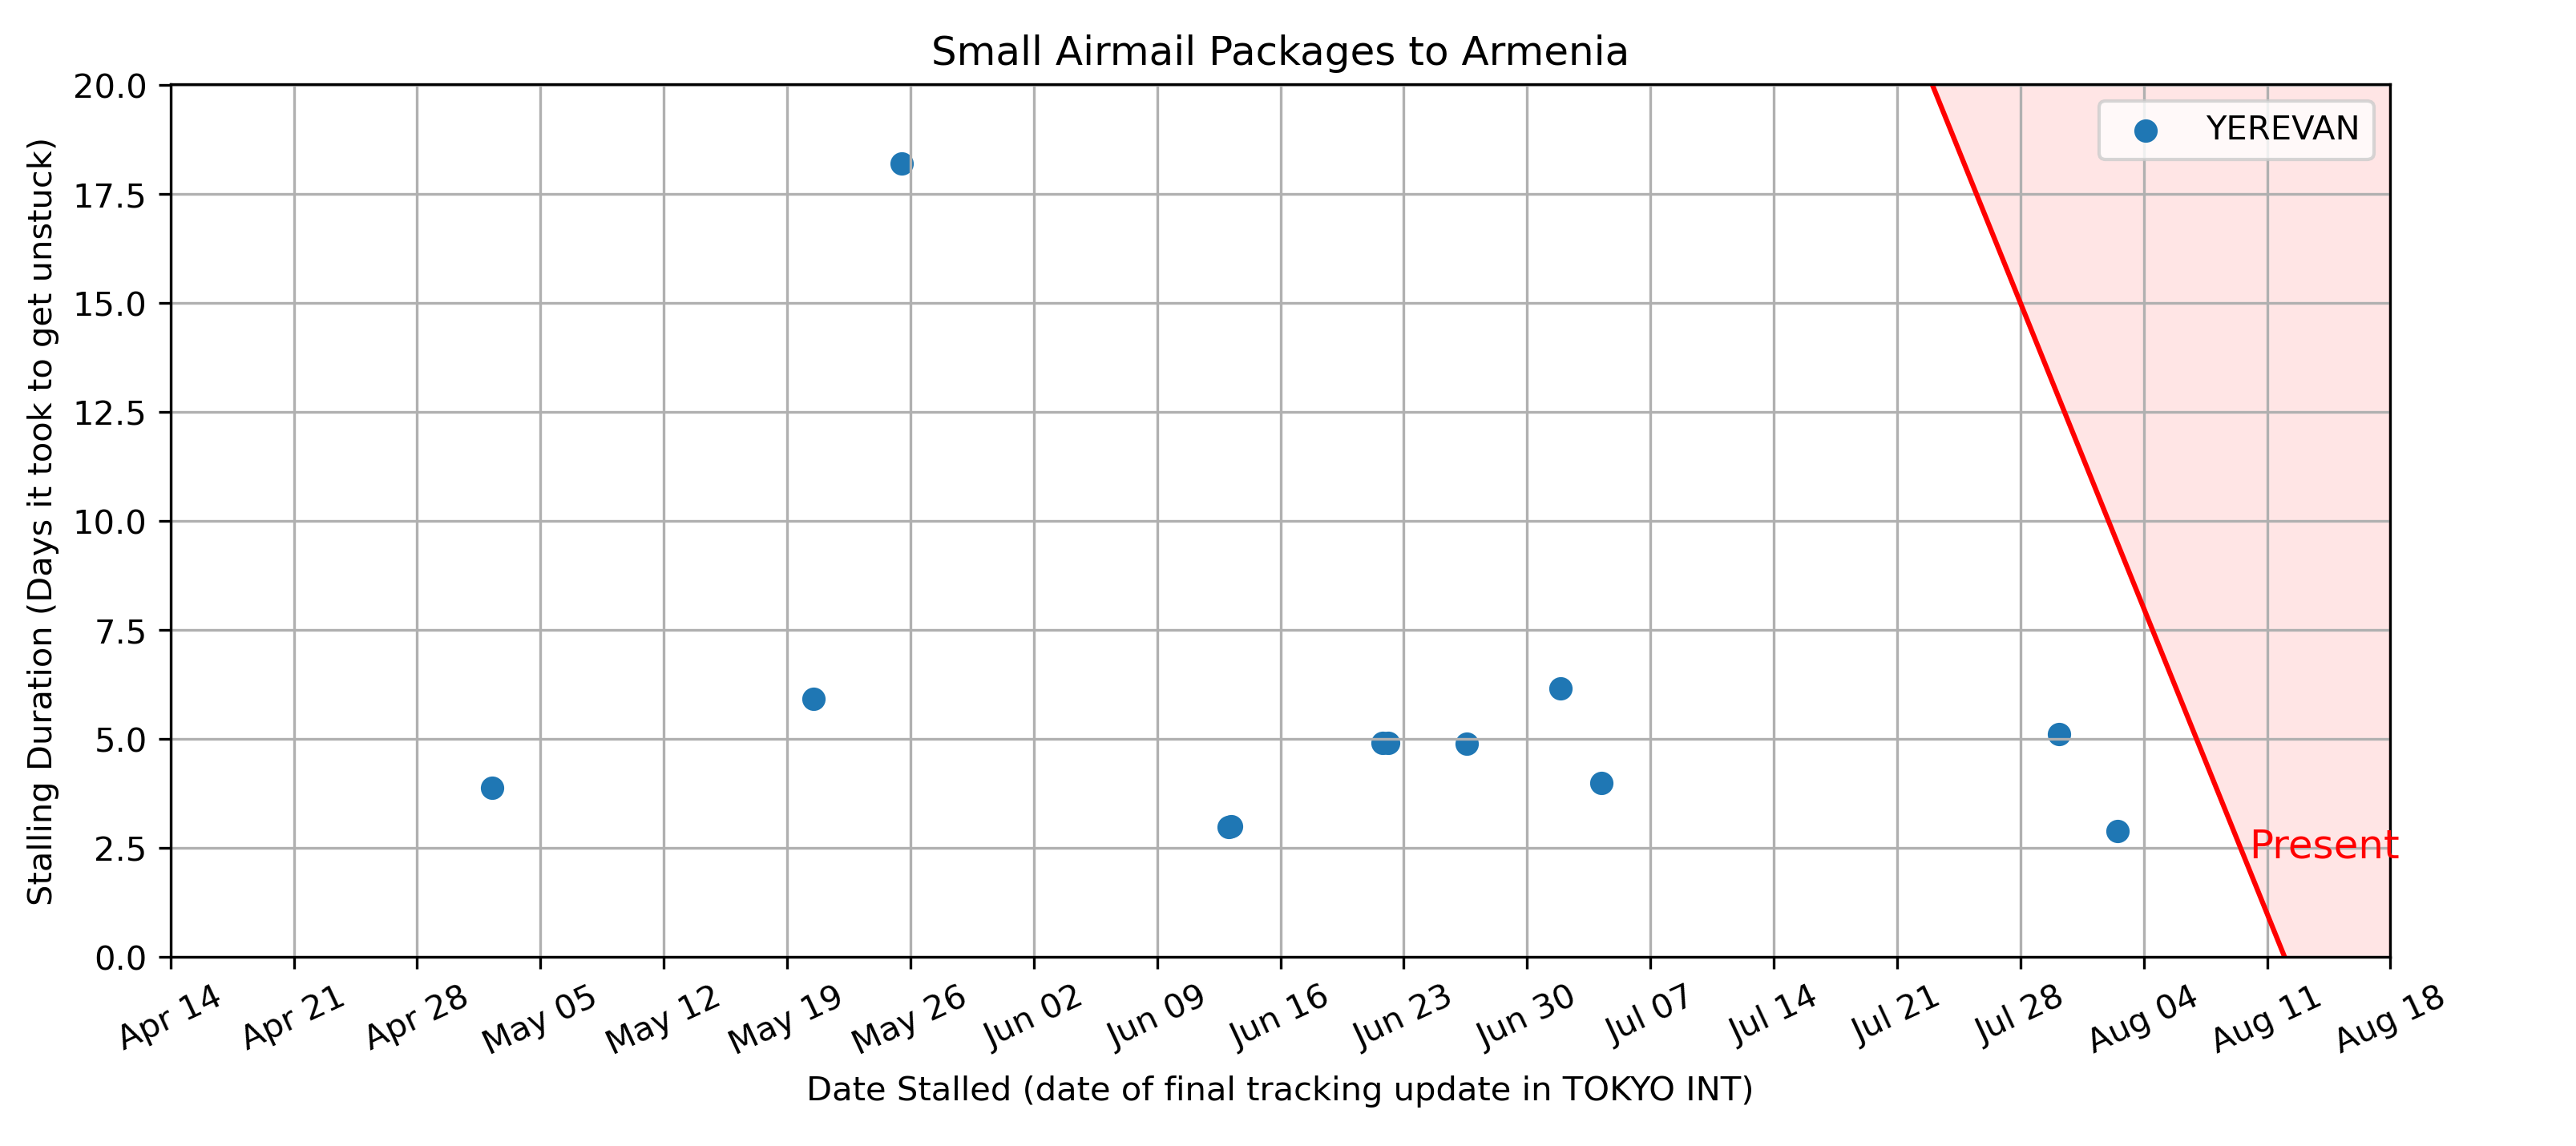 Small Airmail Packages to Armenia
YEREVAN
Stalling Duration (Days it took to get unstuck)
20.0
17.5
15.0
12.5
10.0
7.5
5.0
2.5
0.0
Present
Apr 14 Apr 21 Apr 28 May 05 May 12 May 19 May 26 Jun 02 Jun 09 Jun 16 Jun 23 Jun 30 Jul 07 Jul 14 Jul 21 Jul 28 Aug 04 Aug 11 Aug 18
Date Stalled (date of final tracking update in TOKYO INT)